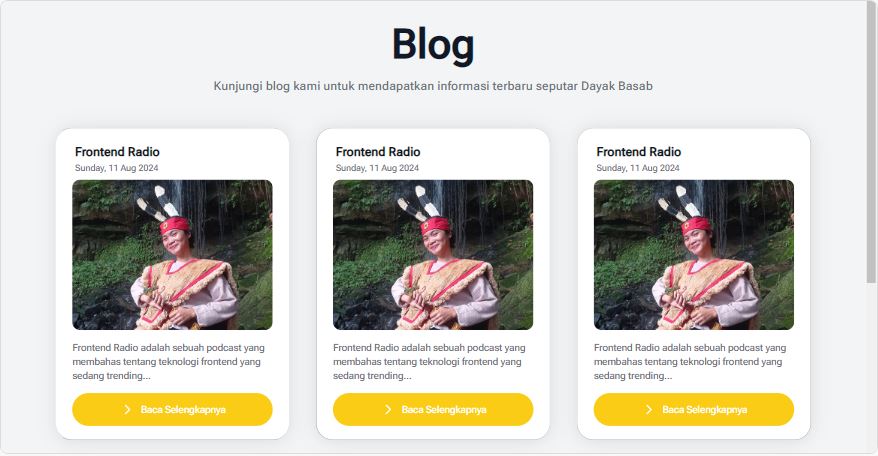 Blog
Kunjungi blog kami untuk mendapatkan informasi terbaru seputar Dayak Basab
Frontend Radio
Sunday, 11 Aug 2024
Frontend Radio adalah sebuah podcast yang
membahas tentang teknologi frontend yang
sedang trending...
Baca Selengkapnya
Frontend Radio
Sunday, 11 Aug 2024
Frontend Radio adalah sebuah podcast yang
membahas tentang teknologi frontend yang
sedang trending...
Baca Selengkapnya
Frontend Radio
Sunday, 11 Aug 2024
Frontend Radio adalah sebuah podcast yang
membahas tentang teknologi frontend yang
sedang trending...
Baca Selengkapnya